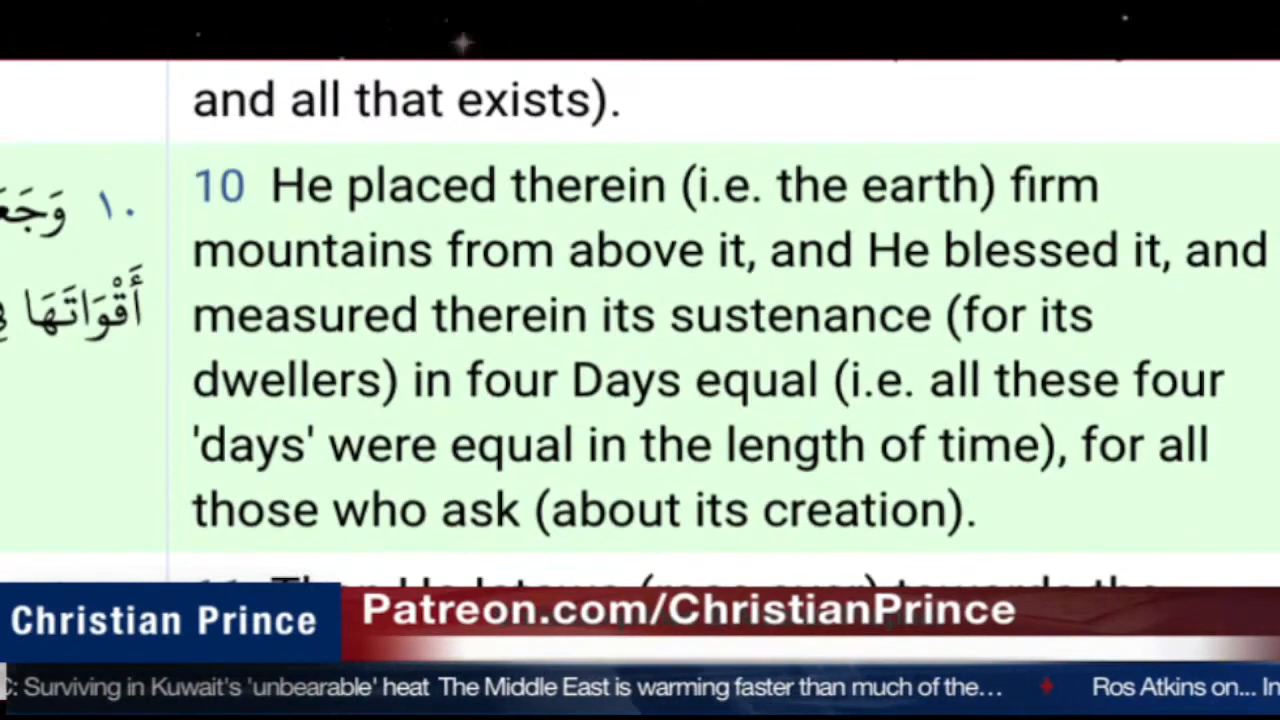 and all that exists).
10 He placed therein (i.e. the earth) firm
mountains from above it, and He blessed it, and
measured therein its sustenance (for its
dwellers) in four Days equal (i.e. all these four
'days' were equal in the length of time), for all
those who ask (about its creation).
١٠
أَقْوَاتَهَا
Christian Prince
Patreon.com/ChristianPrince
C: Surviving in Kuwait's 'unbearable' heat The Middle East is warming faster than much of the… Ros Atkins on... In